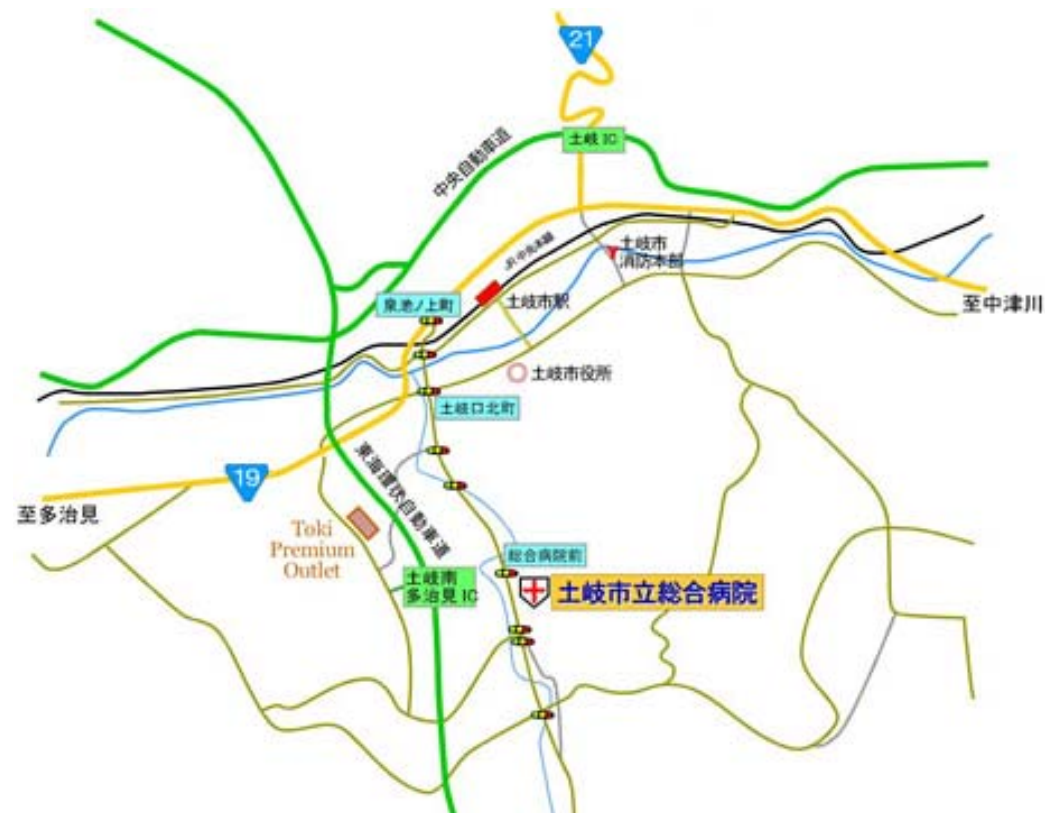 21
土岐 IC
中央自動車道
JR 中央本線
土岐市
消防本部
泉池ノ上町
土岐市駅
至中津川
土岐市役所
土岐口北町
19
至多治見
東海環状自動車道
Toki
Premium
Outlet
総合病院前
土岐南
多治見 IC
土岐市立総合病院